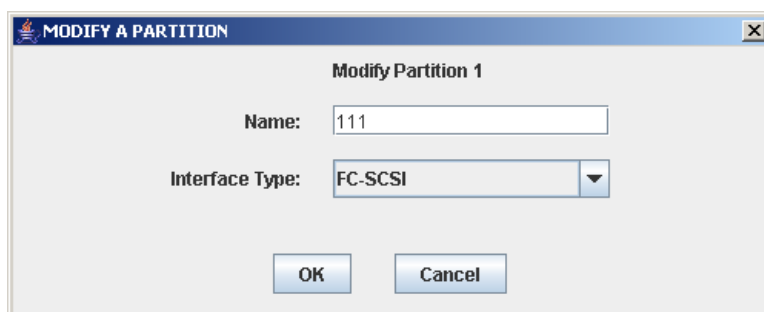 MODIFY A PARTITION
Modify Partition 1
Name: 111
Interface Type: FC-SCSI
OK Cancel